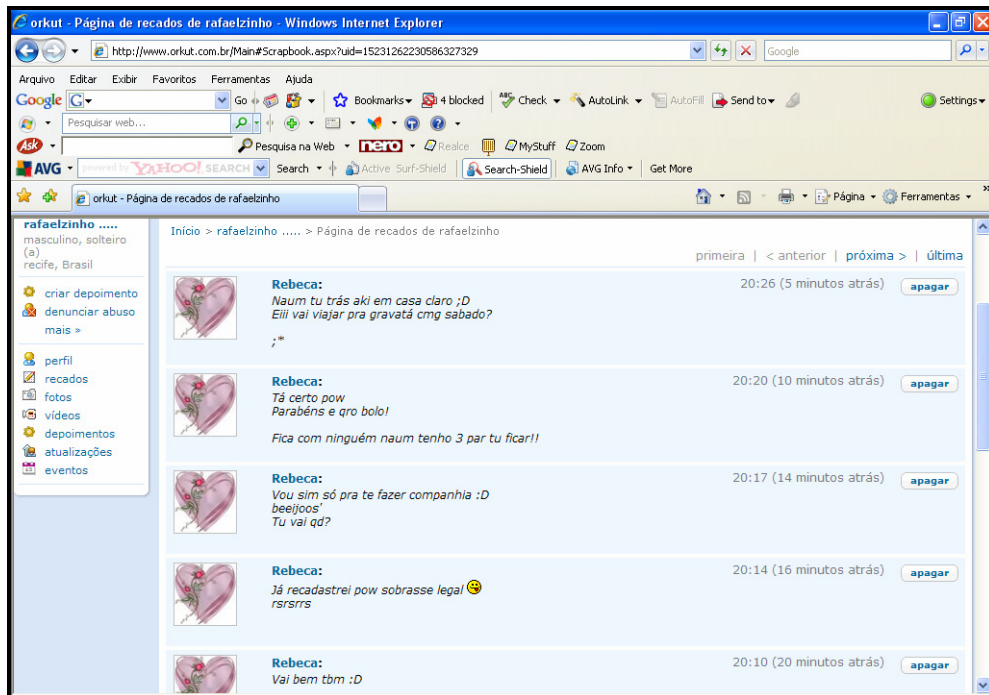 orkut - Página de recados de rafaelzinho - Windows Internet Explorer
http://www.orkut.com.br/Main#Scrapbook.aspx?uid=15231262230586327329
Google
Arquivo Editar Exibir Favoritos Ferramentas Ajuda
Google G Go Bookmarks 4 blocked ABC Check AutoLink AutoFill Send to Settings
Pesquisar web...
Ask Pesquisa na Web nero Realce MyStuff Zoom
AVG powered by YAHOO! SEARCH Search Active Surf-Shield Search-Shield AVG Info Get More
orkut - Página de recados de rafaelzinho Página Ferramentas »
rafaelzinho .....
masculino, solteiro
(a)
recife, Brasil
criar depoimento
denunciar abuso
mais »
perfil
recados
fotos
vídeos
depoimentos
atualizações
eventos
Início > rafaelzinho ..... > Página de recados de rafaelzinho
primeira | < anterior | próxima > | última
Rebeca: 20:26 (5 minutos atrás) apagar
Naum tu trás aki em casa claro ;D
Eiii vai viajar pra gravatá cmg sabado?
;*
Rebeca: 20:20 (10 minutos atrás) apagar
Tá certo pow
Parabéns e qro bolo!
Fica com ninguém naum tenho 3 par tu ficar!!
Rebeca: 20:17 (14 minutos atrás) apagar
Vou sim só pra te fazer companhia :D
beeijoos'
Tu vai qd?
Rebeca: 20:14 (16 minutos atrás) apagar
Já recadastrei pow sobrasse legal
rsrsrrs
Rebeca: 20:10 (20 minutos atrás) apagar
Vai bem tbm :D